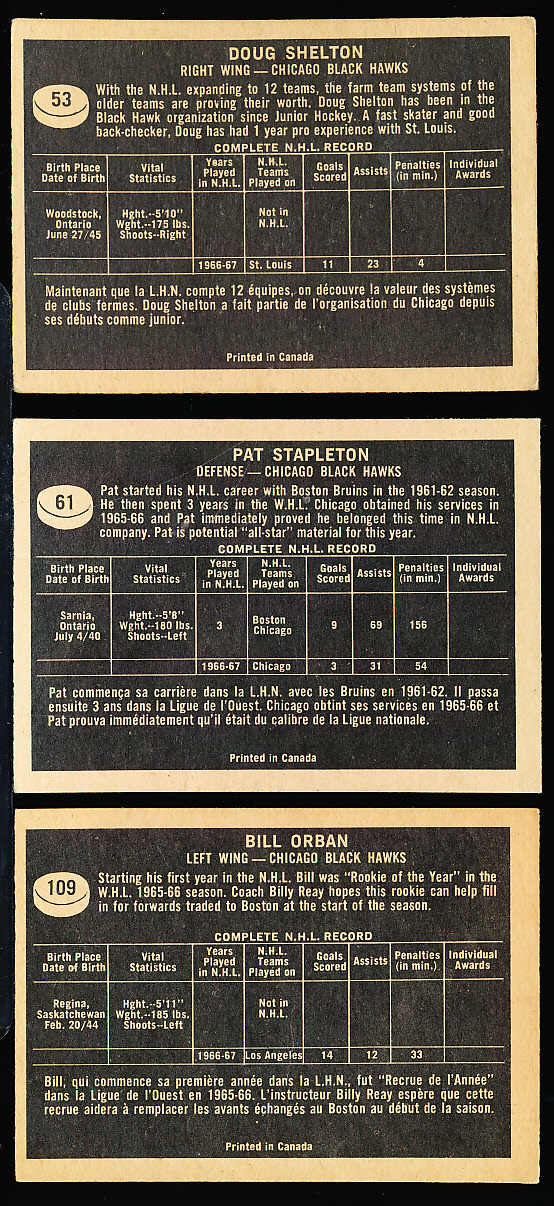 DOUG SHELTON
RIGHT WING — CHICAGO BLACK HAWKS
53
With the N.H.L. expanding to 12 teams, the farm team systems of the
older teams are proving their worth. Doug Shelton has been in the
Black Hawk organization since Junior Hockey. A fast skater and good
back-checker, Doug has had 1 year pro experience with St. Louis.
COMPLETE N.H.L. RECORD
Birth Place Date of Birth Vital Statistics Years Played in N.H.L. N.H.L. Teams Played on Goals Scored Assists Penalties (in min.) Individual Awards
Woodstock, Hght.--5'10" Not in
Ontario Wght.--175 lbs. N.H.L.
June 27/45 Shoots--Right
1966-67 St. Louis 11 23 4
Maintenant que la L.H.N. compte 12 équipes, on découvre la valeur des systèmes
de clubs fermes. Doug Shelton a fait partie de l'organisation du Chicago depuis
ses débuts comme junior.
Printed in Canada
PAT STAPLETON
DEFENSE — CHICAGO BLACK HAWKS
61
Pat started his N.H.L. career with Boston Bruins in the 1961-62 season.
He then spent 3 years in the W.H.L. Chicago obtained his services in
1965-66 and Pat immediately proved he belonged this time in N.H.L.
company. Pat is potential "all-star" material for this year.
COMPLETE N.H.L. RECORD
Birth Place Date of Birth Vital Statistics Years Played in N.H.L. N.H.L. Teams Played on Goals Scored Assists Penalties (in min.) Individual Awards
Sarnia, Hght.--5'8" Boston
Ontario Wght.--180 lbs. 3 Chicago 9 69 156
July 4/40 Shoots--Left
1966-67 Chicago 3 31 54
Pat commença sa carrière dans la L.H.N. avec les Bruins en 1961-62. Il passa
ensuite 3 ans dans la Ligue de l'Ouest. Chicago obtint ses services en 1965-66 et
Pat prouva immédiatement qu'il était du calibre de la Ligue nationale.
Printed in Canada
BILL ORBAN
LEFT WING — CHICAGO BLACK HAWKS
109
Starting his first year in the N.H.L. Bill was "Rookie of the Year" in the
W.H.L. 1965-66 season. Coach Billy Reay hopes this rookie can help fill
in for forwards traded to Boston at the start of the season.
COMPLETE N.H.L. RECORD
Birth Place Date of Birth Vital Statistics Years Played in N.H.L. N.H.L. Teams Played on Goals Scored Assists Penalties (in min.) Individual Awards
Regina, Hght.--5'11" Not in
Saskatchewan Wght.--185 lbs. N.H.L.
Feb. 20/44 Shoots--Left
1966-67 Los Angeles 14 12 33
Bill, qui commence sa première année dans la L.H.N., fut "Recrue de l'Année"
dans la Ligue de l'Ouest en 1965-66. L'instructeur Billy Reay espère que cette
recrue aidera à remplacer les avants échangés au Boston au début de la saison.
Printed in Canada